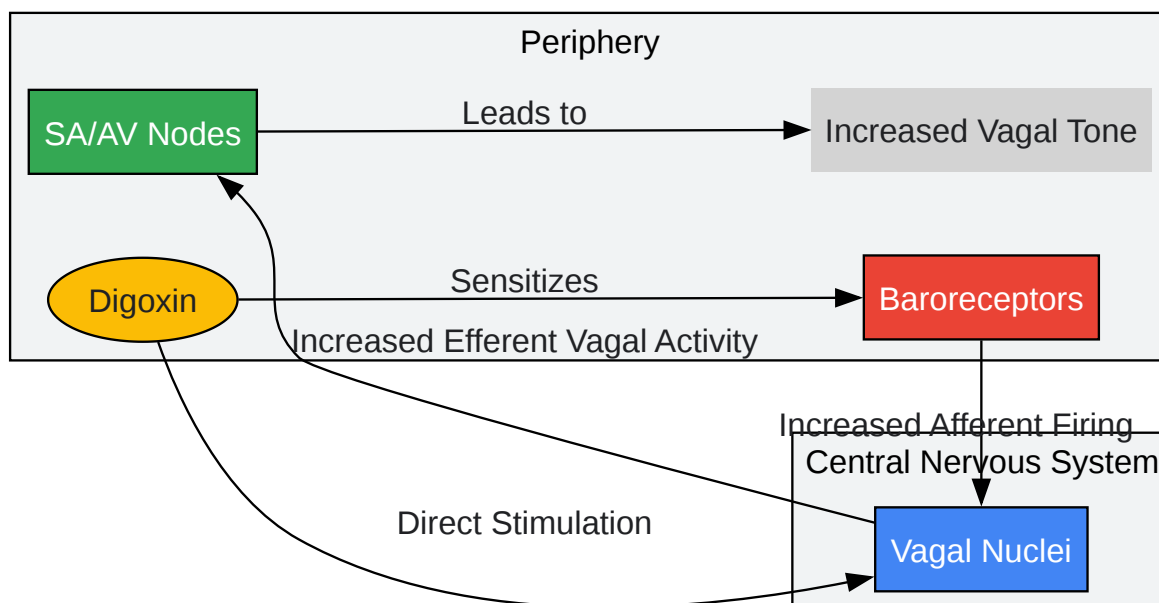 Periphery
SA/AV Nodes
Leads to
Increased Vagal Tone
Digoxin
Sensitizes
Baroreceptors
Increased Efferent Vagal Activity
Increased Afferent Firing
Central Nervous System
Direct Stimulation
Vagal Nuclei